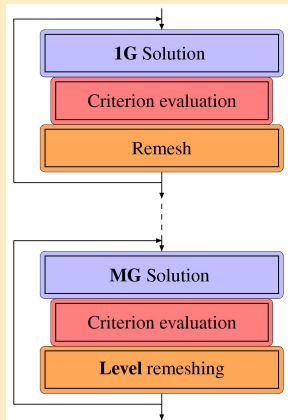 1G Solution
Criterion evaluation
Remesh
MG Solution
Criterion evaluation
Level remeshing